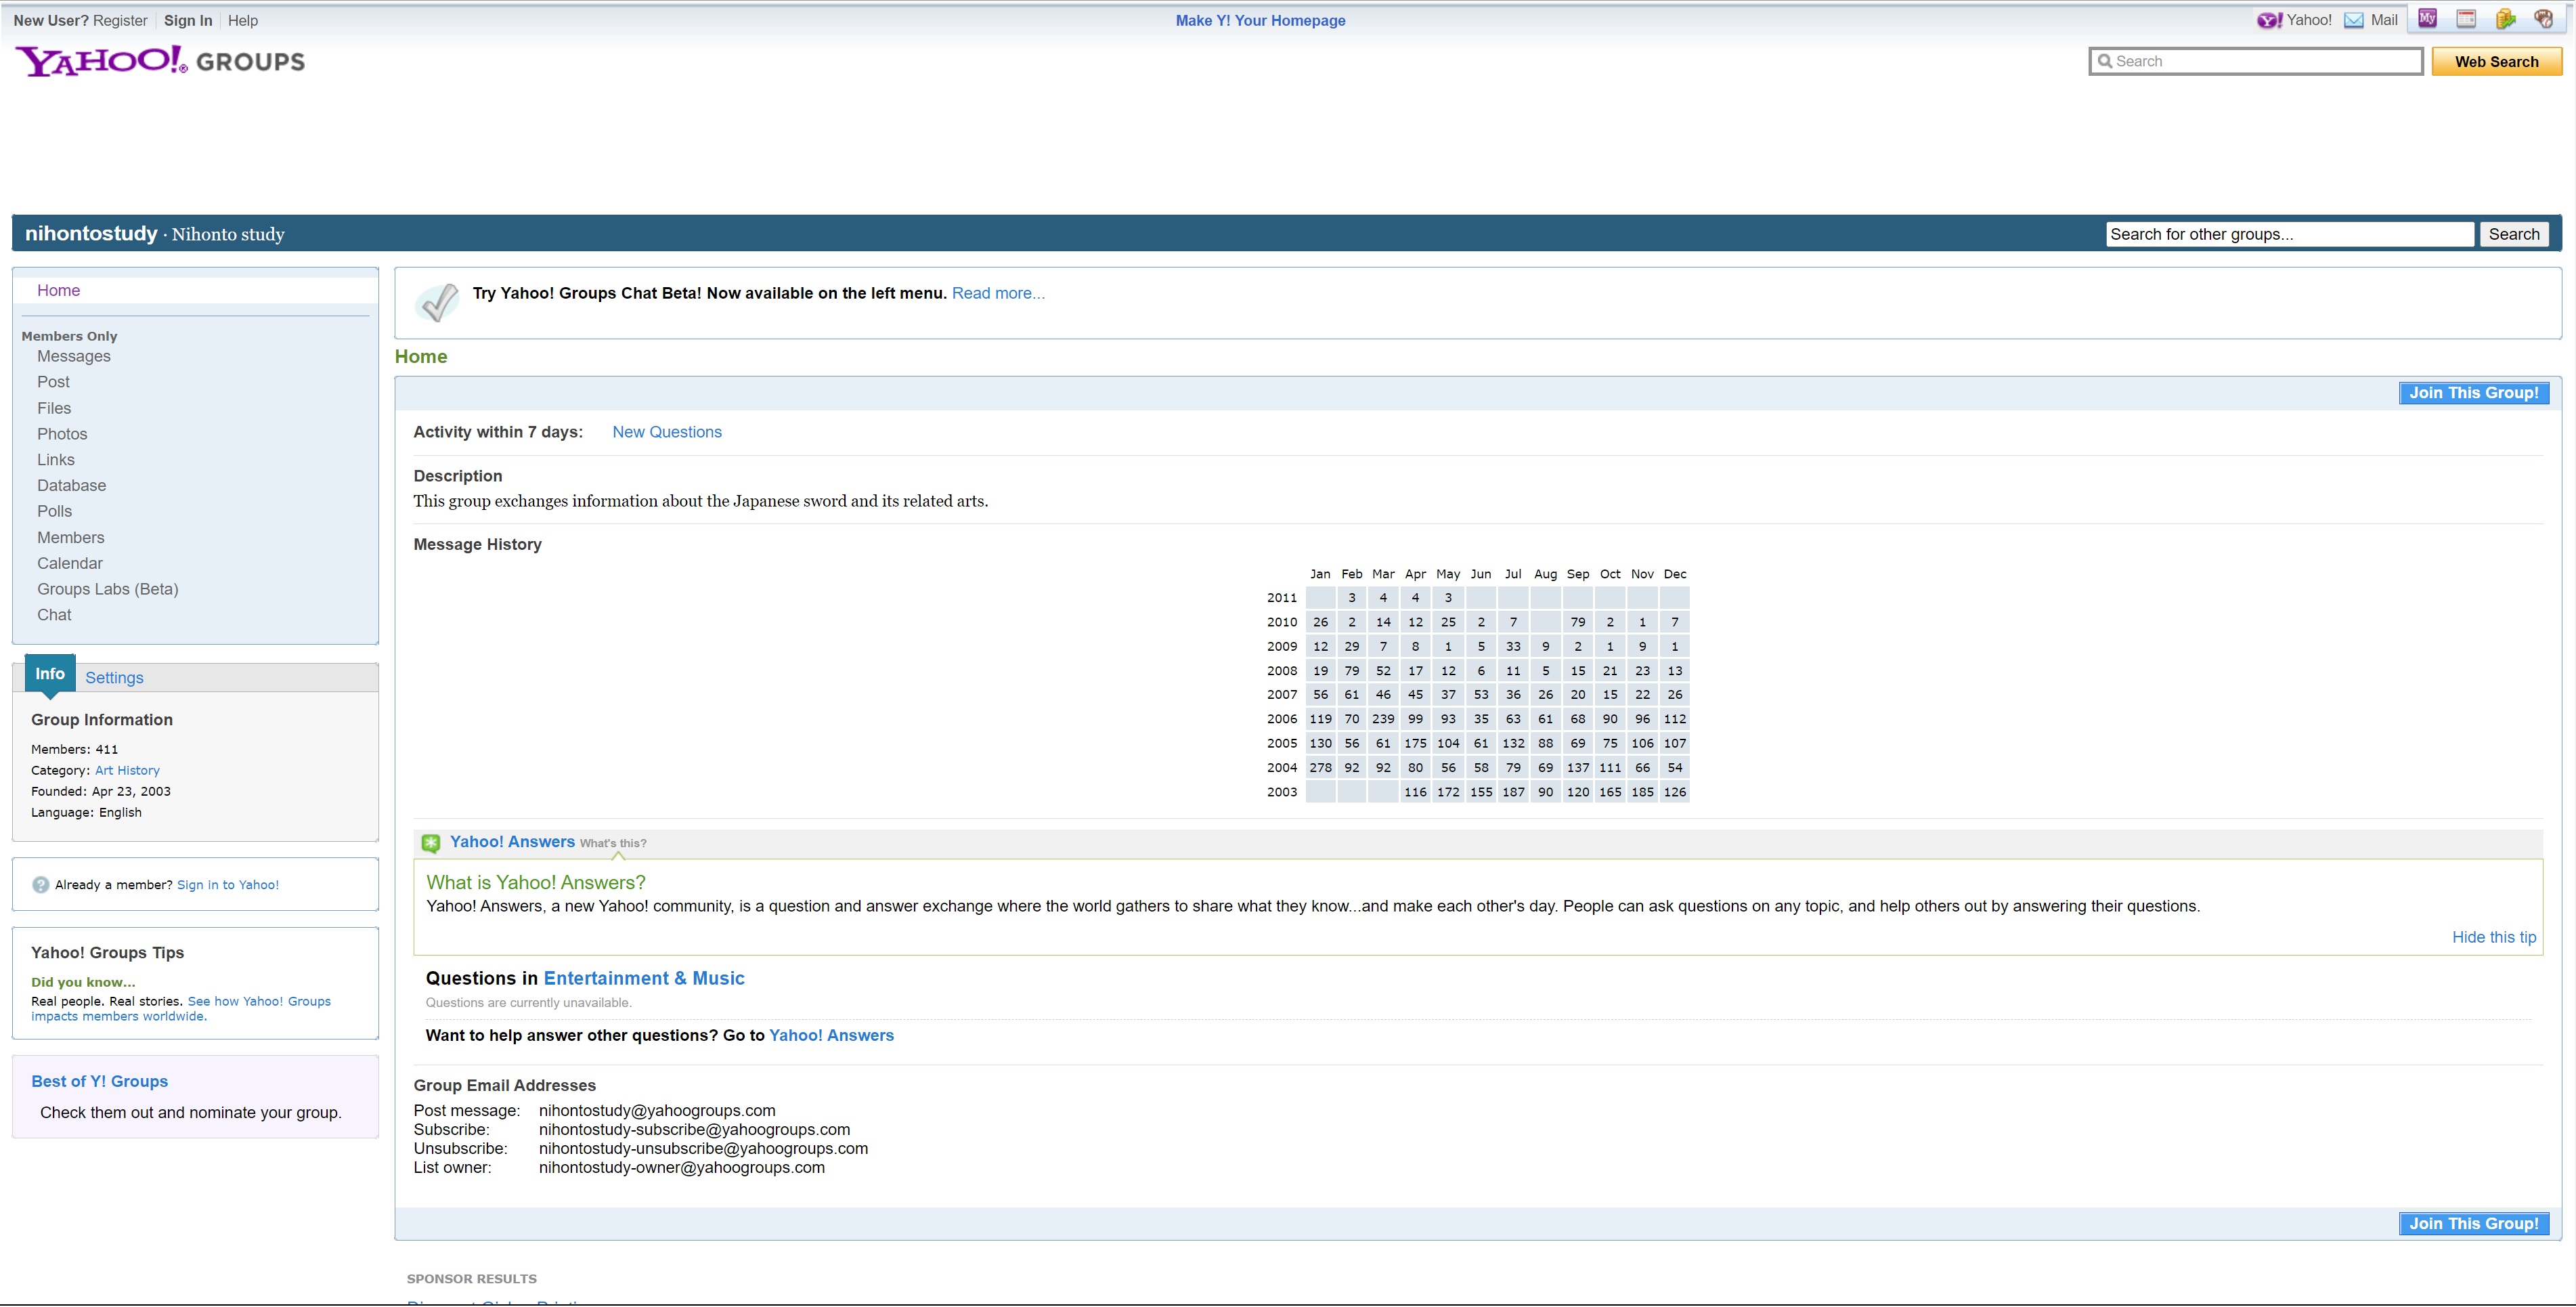 New User? Register Sign In Help
Make Y! Your Homepage
Y! Yahoo! Mail My
YAHOO!® GROUPS
Search Web Search
nihontostudy · Nihonto study
Search for other groups... Search
Home
Members Only
Messages
Post
Files
Photos
Links
Database
Polls
Members
Calendar
Groups Labs (Beta)
Chat
Info Settings
Group Information
Members: 411
Category: Art History
Founded: Apr 23, 2003
Language: English
Already a member? Sign in to Yahoo!
Yahoo! Groups Tips
Did you know...
Real people. Real stories. See how Yahoo! Groups
impacts members worldwide.
Best of Y! Groups
Check them out and nominate your group.
Try Yahoo! Groups Chat Beta! Now available on the left menu. Read more...
Home
Join This Group!
Activity within 7 days: New Questions
Description
This group exchanges information about the Japanese sword and its related arts.
Message History
Jan Feb Mar Apr May Jun Jul Aug Sep Oct Nov Dec
2011 3 4 4 3
2010 26 2 14 12 25 2 7 79 2 1 7
2009 12 29 7 8 1 5 33 9 2 1 9 1
2008 19 79 52 17 12 6 11 5 15 21 23 13
2007 56 61 46 45 37 53 36 26 20 15 22 26
2006 119 70 239 99 93 35 63 61 68 90 96 112
2005 130 56 61 175 104 61 132 88 69 75 106 107
2004 278 92 92 80 56 58 79 69 137 111 66 54
2003 116 172 155 187 90 120 165 185 126
Yahoo! Answers What's this?
What is Yahoo! Answers?
Yahoo! Answers, a new Yahoo! community, is a question and answer exchange where the world gathers to share what they know...and make each other's day. People can ask questions on any topic, and help others out by answering their questions.
Hide this tip
Questions in Entertainment & Music
Questions are currently unavailable.
Want to help answer other questions? Go to Yahoo! Answers
Group Email Addresses
Post message: nihontostudy@yahoogroups.com
Subscribe: nihontostudy-subscribe@yahoogroups.com
Unsubscribe: nihontostudy-unsubscribe@yahoogroups.com
List owner: nihontostudy-owner@yahoogroups.com
Join This Group!
SPONSOR RESULTS